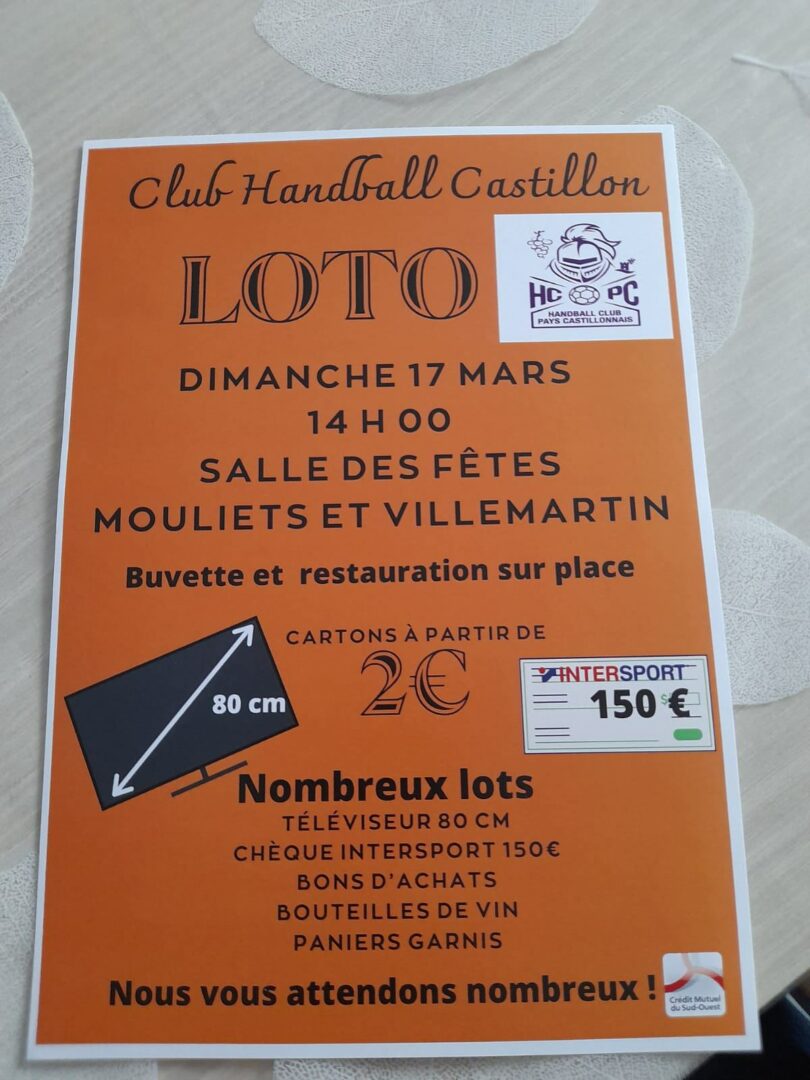 Club Handball Castillon
LOTO
HC PC
HANDBALL CLUB
PAYS CASTILLONNAIS
DIMANCHE 17 MARS
14 H 00
SALLE DES FÊTES
MOULIETS ET VILLEMARTIN
Buvette et restauration sur place
CARTONS À PARTIR DE
2€
80 cm
INTERSPORT
$
150 €
Nombreux lots
TÉLÉVISEUR 80 CM
CHÈQUE INTERSPORT 150€
BONS D'ACHATS
BOUTEILLES DE VIN
PANIERS GARNIS
Nous vous attendons nombreux !
Crédit Mutuel
du Sud-Ouest